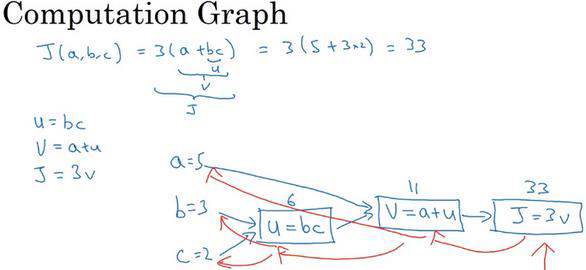 Computation Graph
J(a,b,c) = 3(a+bc) = 3(5+3×2) = 33
u
V
J
u = bc
V = a+u
J = 3v
a=5
11
33
6
b=3
V = a+u
J = 3v
u = bc
c=2